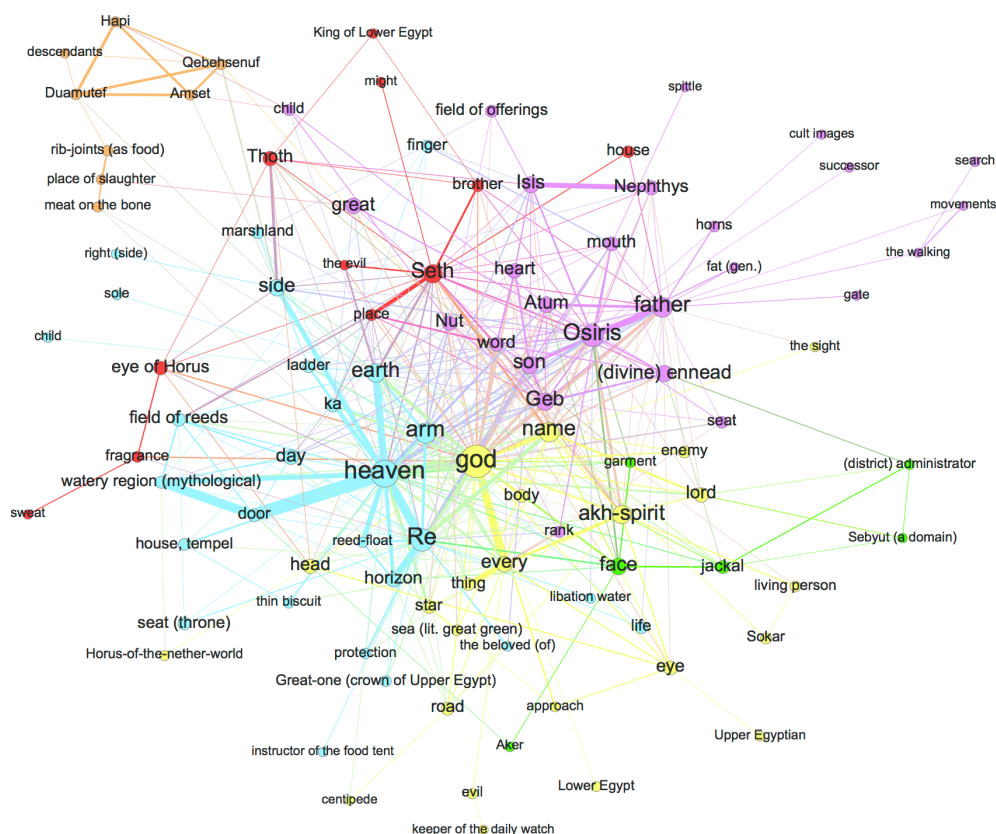 Hapi
King of Lower Egypt
descendants
Qebehsenuf
might
Duamutef
Amset
spittle
child
field of offerings
cult images
rib-joints (as food)
finger
house
Thoth
successor
search
place of slaughter
brother
Isis
Nephthys
meat on the bone
great
movements
marshland
mouth
horns
right (side)
the evil
the walking
Seth
heart
fat (gen.)
side
sole
gate
place
Nut
Atum
father
child
word
Osiris
the sight
eye of Horus
ladder
earth
son
(divine) ennead
ka
Geb
field of reeds
arm
name
seat
fragrance
day
heaven
god
garment
enemy
(district) administrator
watery region (mythological)
body
lord
sweat
door
akh-spirit
rank
house, tempel
reed-float
Re
Sebyut (a domain)
head
horizon
every
face
jackal
thing
living person
thin biscuit
star
libation water
seat (throne)
sea (lit. great green)
life
Sokar
Horus-of-the-nether-world
protection
the beloved (of)
eye
Great-one (crown of Upper Egypt)
road
approach
Upper Egyptian
instructor of the food tent
Aker
centipede
evil
Lower Egypt
keeper of the daily watch